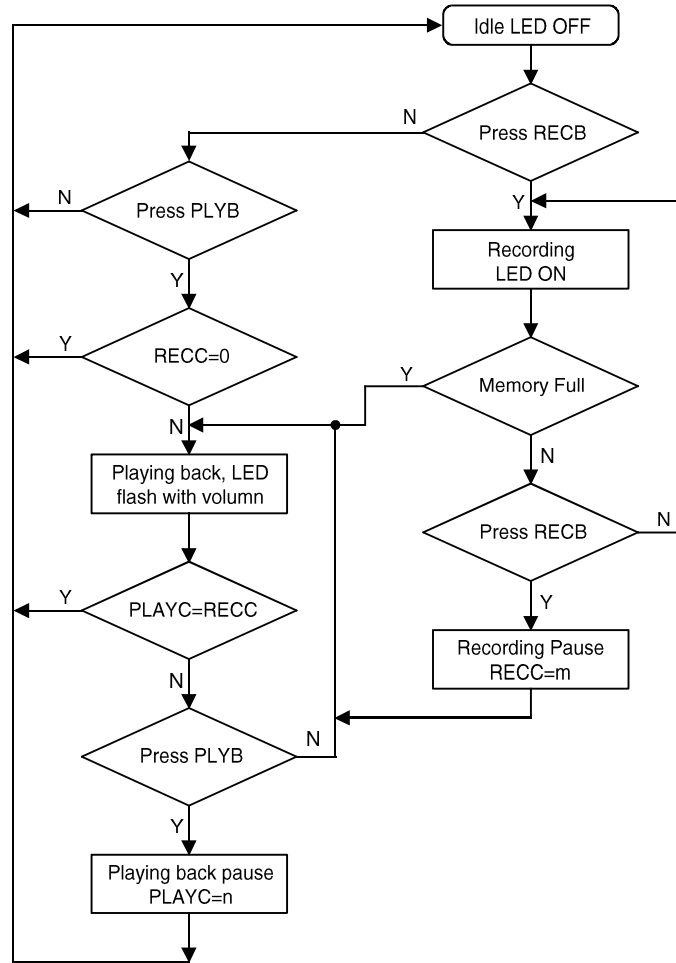 Idle LED OFF
N
Press RECB
Y
N
Press PLYB
Y
Recording
LED ON
Y
RECC=0
N
Y
Memory Full
N
Playing back, LED
flash with volumn
Press RECB
N
Y
Y
PLAYC=RECC
N
Recording Pause
RECC=m
Press PLYB
N
Y
Playing back pause
PLAYC=n